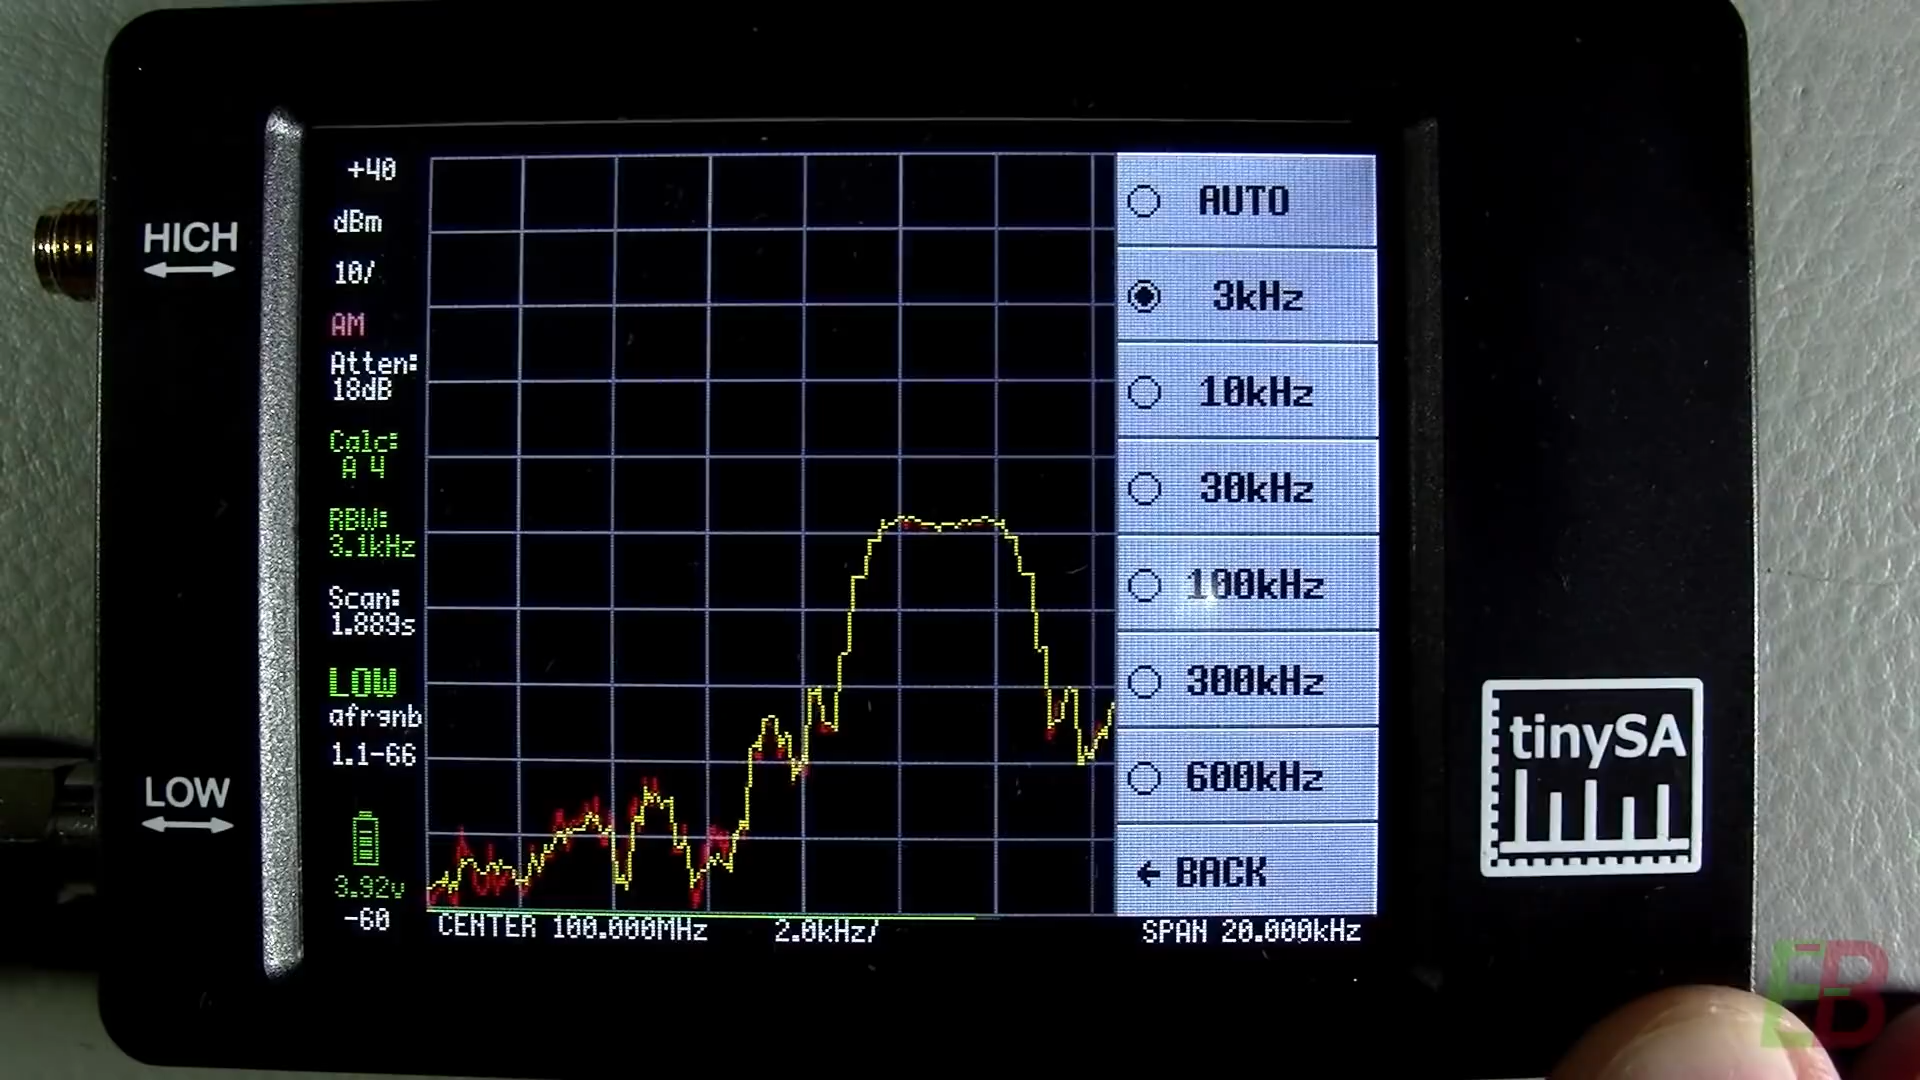 HIGH
LOW
+40
dBm
10/
AM
Atten:
18dB
Calc:
A 4
RBW:
3.1kHz
Scan:
1.889s
LOW
afrgnb
1.1-66
3.92v
-60
CENTER 100.000MHz 2.0kHz/ SPAN 20.000kHz
AUTO
3kHz
10kHz
30kHz
100kHz
300kHz
600kHz
← BACK
tinySA
EB